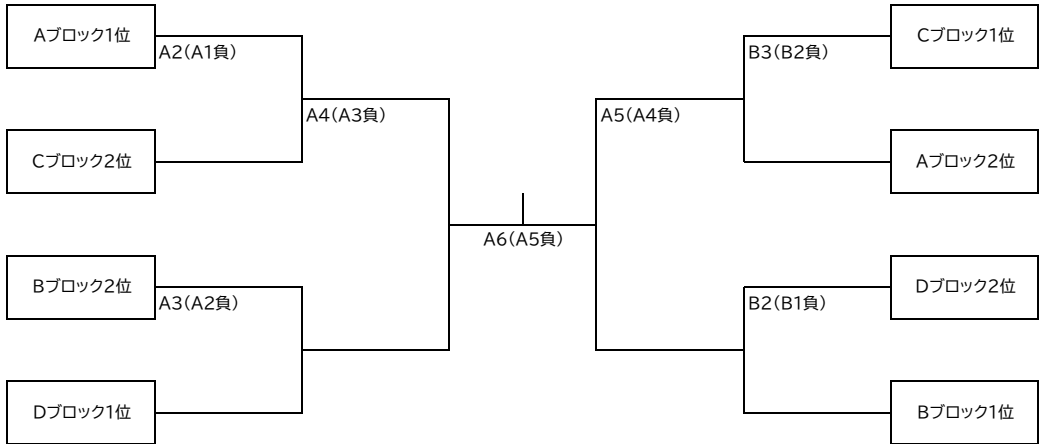 Aブロック1位
Cブロック1位
A2(A1負)
B3(B2負)
A4(A3負)
A5(A4負)
Cブロック2位
Aブロック2位
A6(A5負)
Bブロック2位
Dブロック2位
A3(A2負)
B2(B1負)
Dブロック1位
Bブロック1位